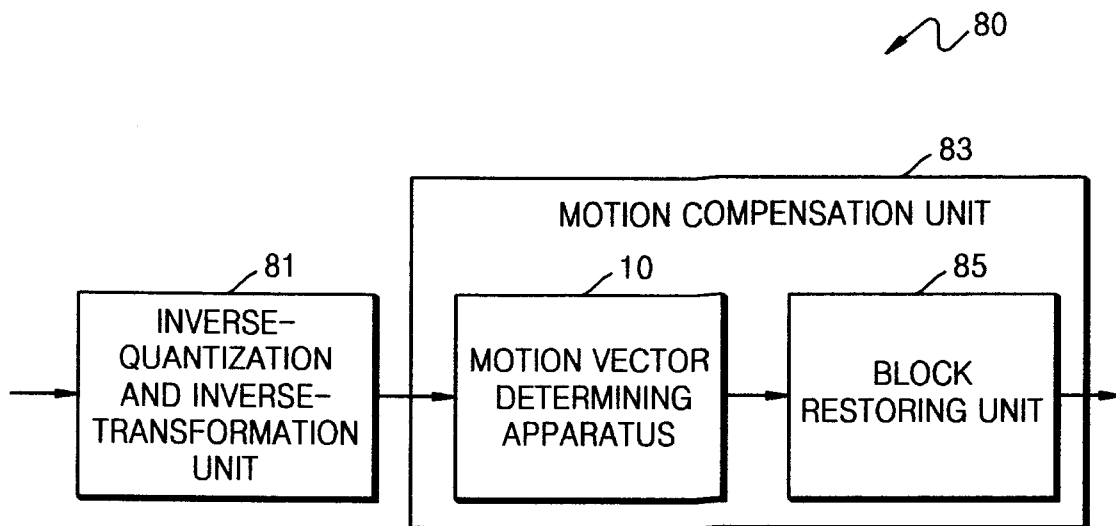 80
83
MOTION COMPENSATION UNIT
81
INVERSE-
QUANTIZATION
AND INVERSE-
TRANSFORMATION
UNIT
10
MOTION VECTOR
DETERMINING
APPARATUS
85
BLOCK
RESTORING UNIT